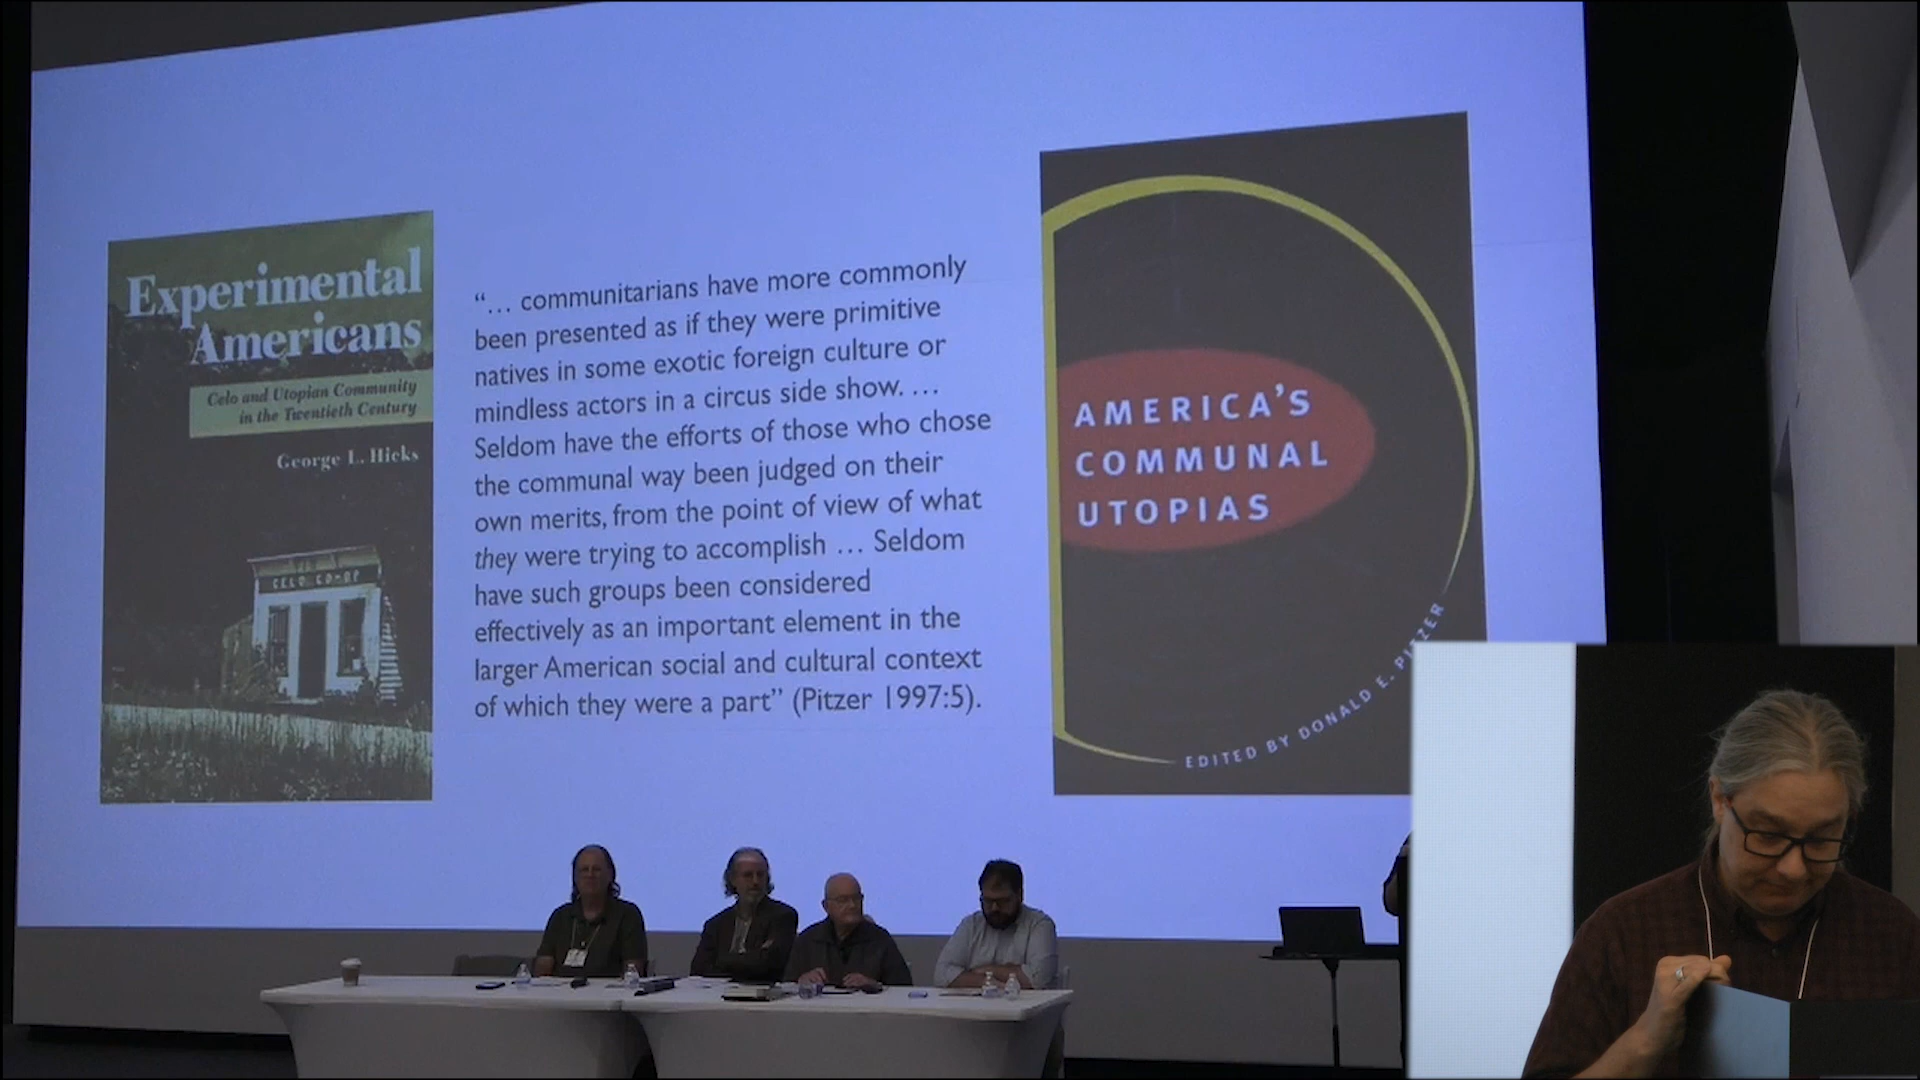 Experimental
Americans
Celo and Utopian Community
in the Twentieth Century
George L. Hicks
CELO CO-OP
“… communitarians have more commonly
been presented as if they were primitive
natives in some exotic foreign culture or
mindless actors in a circus side show. …
Seldom have the efforts of those who chose
the communal way been judged on their
own merits, from the point of view of what
they were trying to accomplish … Seldom
have such groups been considered
effectively as an important element in the
larger American social and cultural context
of which they were a part” (Pitzer 1997:5).
AMERICA’S
COMMUNAL
UTOPIAS
EDITED BY DONALD E. PITZER